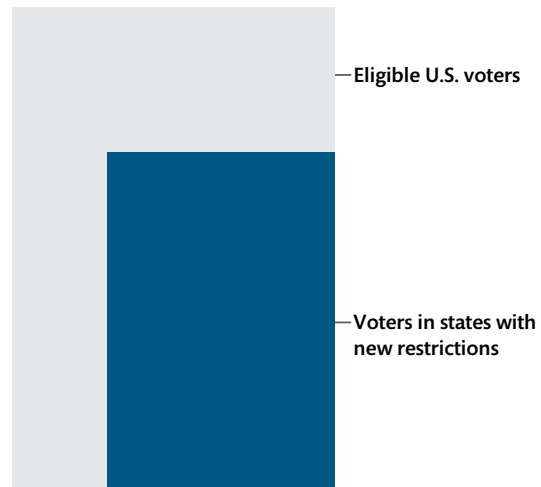 Eligible U.S. voters
Voters in states with
new restrictions